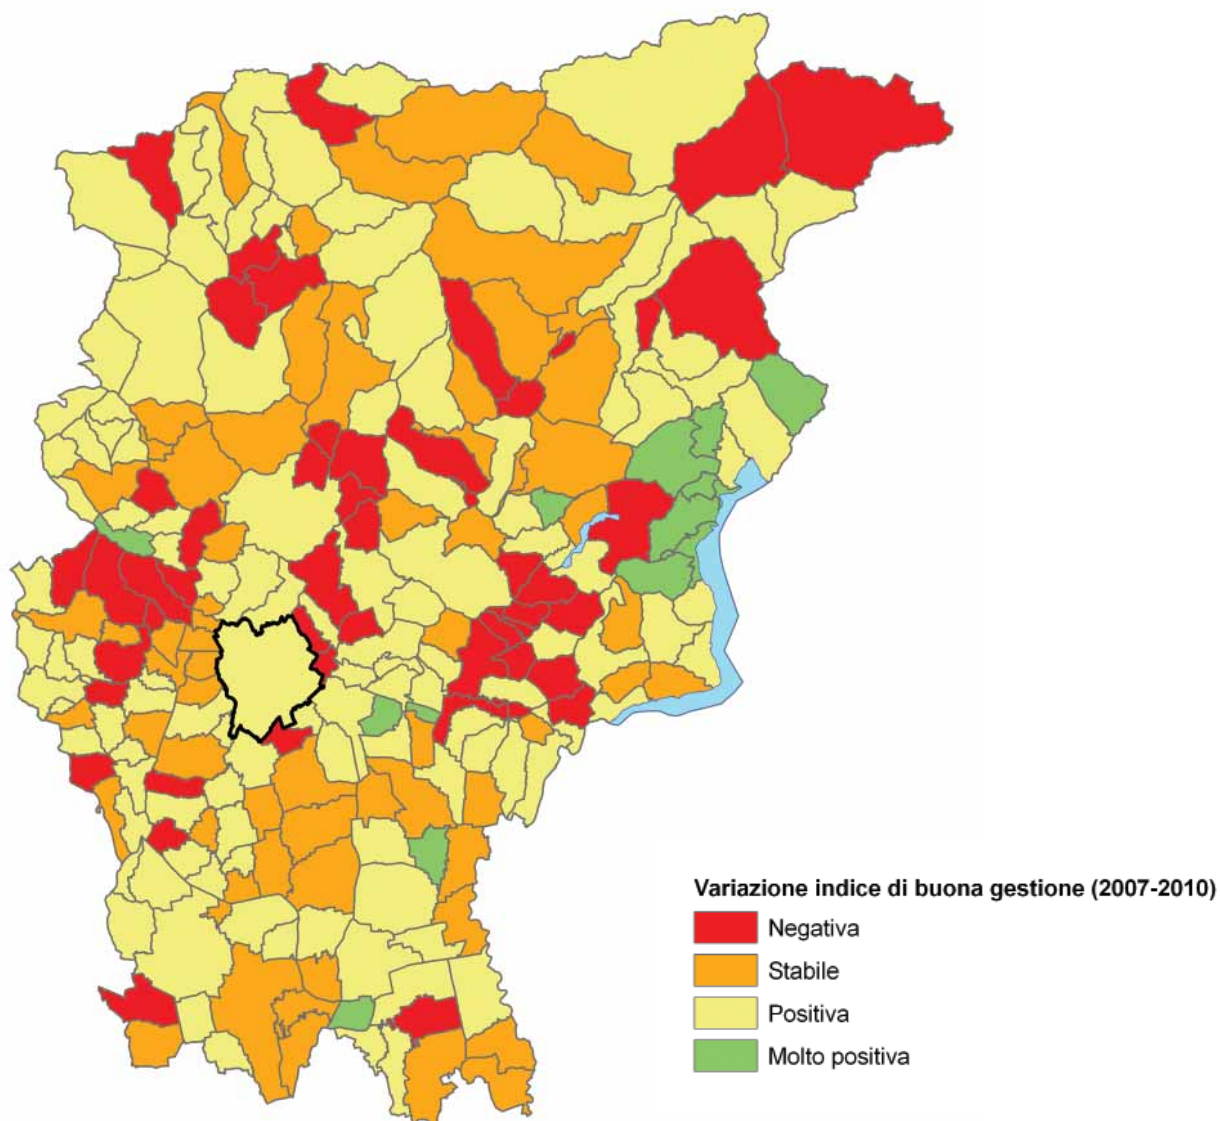 Variazione indice di buona gestione (2007-2010)
Negativa
Stabile
Positiva
Molto positiva